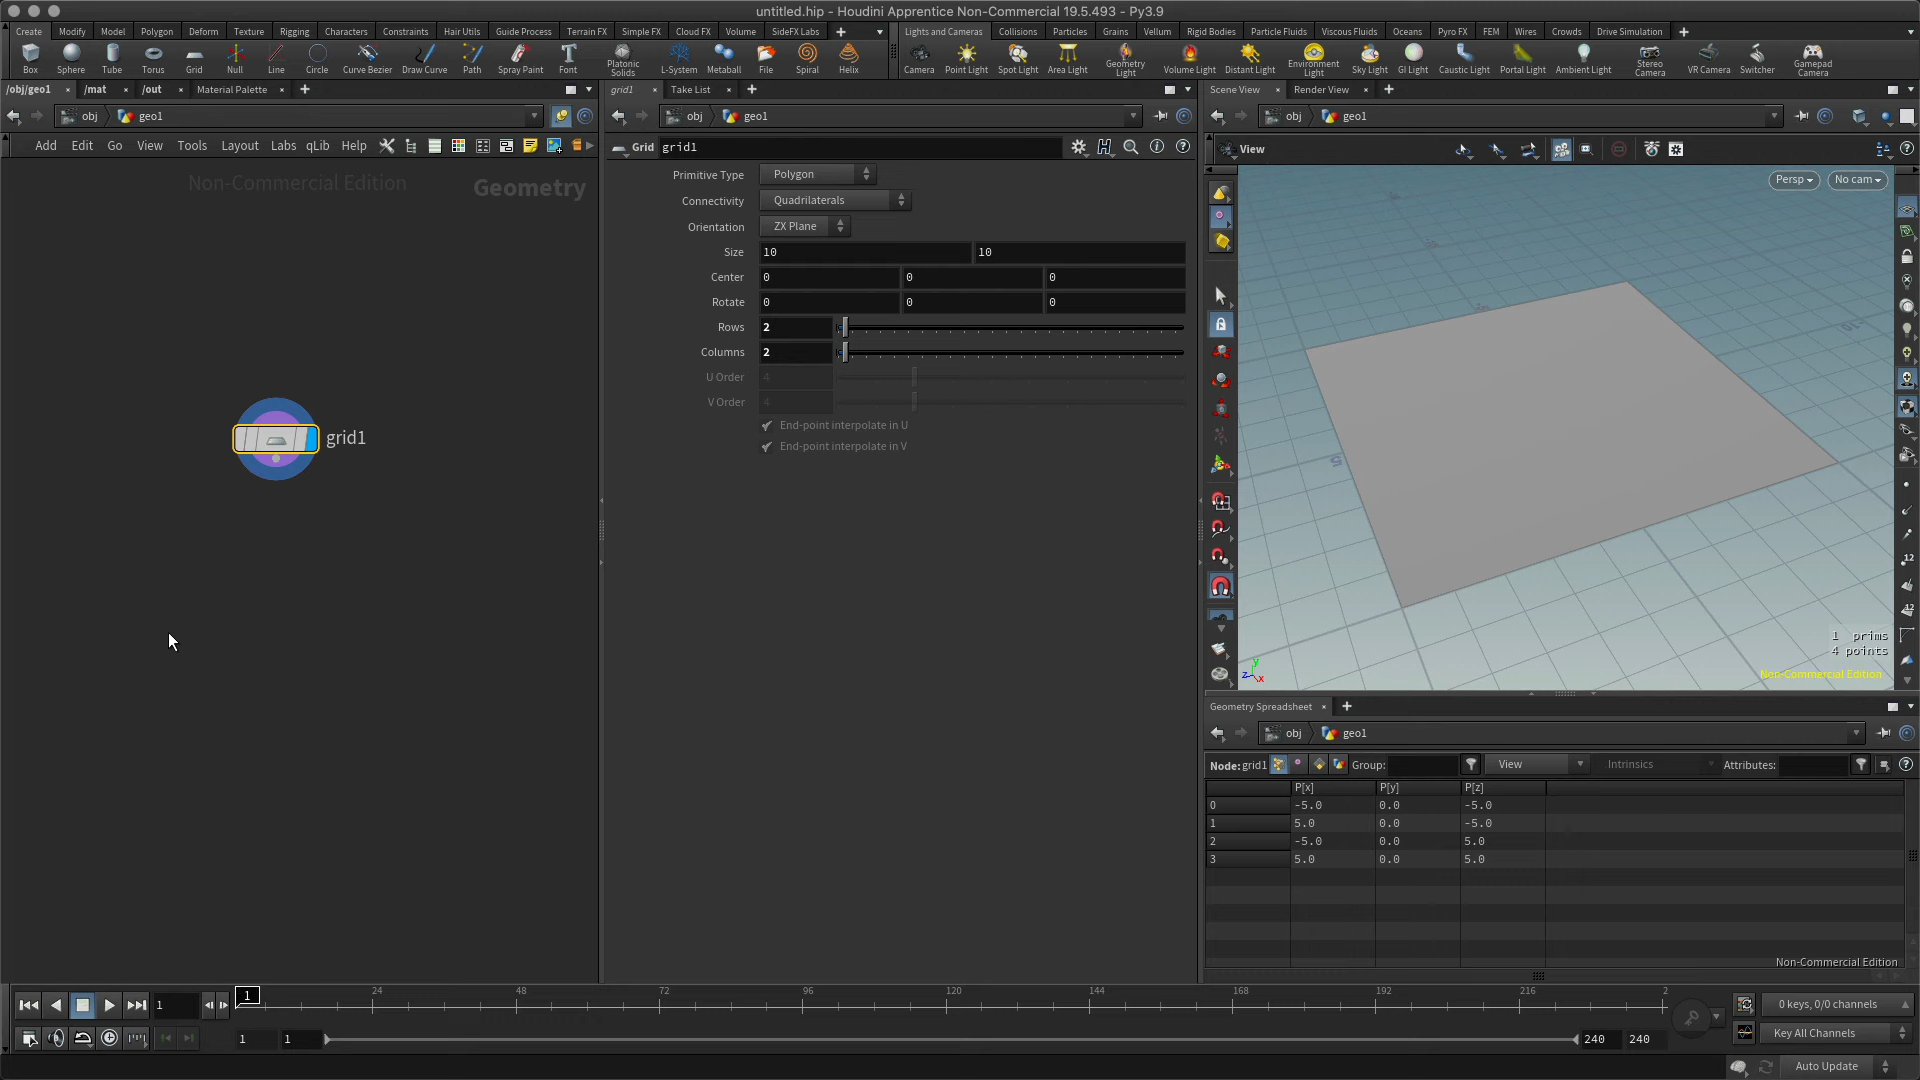 untitled.hip - Houdini Apprentice Non-Commercial 19.5.493 - Py3.9
Create Modify Model Polygon Deform Texture Rigging Characters Constraints Hair Utils Guide Process Terrain FX Simple FX Cloud FX Volume SideFX Labs Lights and Cameras Collisions Particles Grains Vellum Rigid Bodies Particle Fluids Viscous Fluids Oceans Pyro FX FEM Wires Crowds Drive Simulation
Box Sphere Tube Torus Grid Null Line Circle Curve Bezier Draw Curve Path Spray Paint Font Platonic Solids L-System Metaball File Spiral Helix Camera Point Light Spot Light Area Light Geometry Light Volume Light Distant Light Environment Light Sky Light GI Light Caustic Light Portal Light Ambient Light Stereo Camera VR Camera Switcher Gamepad Camera
/obj/geo1 /mat /out Material Palette
grid1 Take List
Scene View Render View
obj geo1
obj geo1
obj geo1
Add Edit Go View Tools Layout Labs qLib Help
Grid grid1
View
Non-Commercial Edition
Geometry
Primitive Type Polygon
Connectivity Quadrilaterals
Orientation ZX Plane
Size 10 10
Center 0 0 0
Rotate 0 0 0
Rows 2
Columns 2
U Order 4
V Order 4
End-point interpolate in U
End-point interpolate in V
grid1
Persp No cam
5
y
z
x
1 prims
4 points
Non-Commercial Edition
Geometry Spreadsheet
obj geo1
Node: grid1 Group: View Intrinsics Attributes:
P[x] P[y] P[z]
0 -5.0 0.0 -5.0
1 5.0 0.0 -5.0
2 -5.0 0.0 5.0
3 5.0 0.0 5.0
Non-Commercial Edition
1 1 24 48 72 96 120 144 168 192 216 2
0 keys, 0/0 channels
1 1 240 240
Key All Channels
Auto Update
12
12